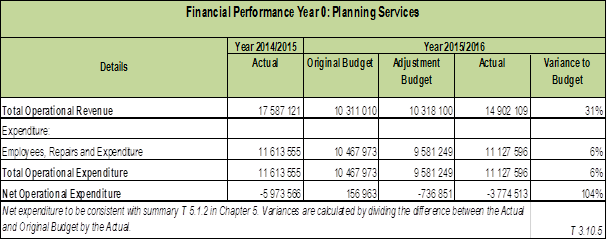 Financial Performance Year 0: Planning Services
Year 2014/2015 Year 2015/2016
Details Actual Original Budget Adjustment Budget Actual Variance to Budget
Total Operational Revenue 17 587 121 10 311 010 10 318 100 14 902 109 31%
Expenditure:
Employees, Repairs and Expenditure 11 613 555 10 467 973 9 581 249 11 127 596 6%
Total Operational Expenditure 11 613 555 10 467 973 9 581 249 11 127 596 6%
Net Operational Expenditure -5 973 566 156 963 -736 851 -3 774 513 104%
Net expenditure to be consistent with summary T 5.1.2 in Chapter 5. Variances are calculated by dividing the difference between the Actual
and Original Budget by the Actual. T 3.10.5